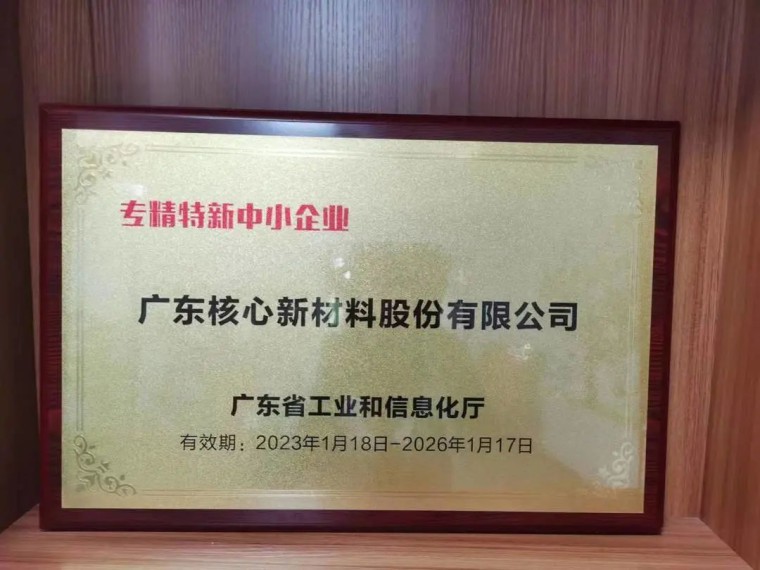 专精特新中小企业
广东核心新材料股份有限公司
广东省工业和信息化厅
有效期：2023年1月18日-2026年1月17日